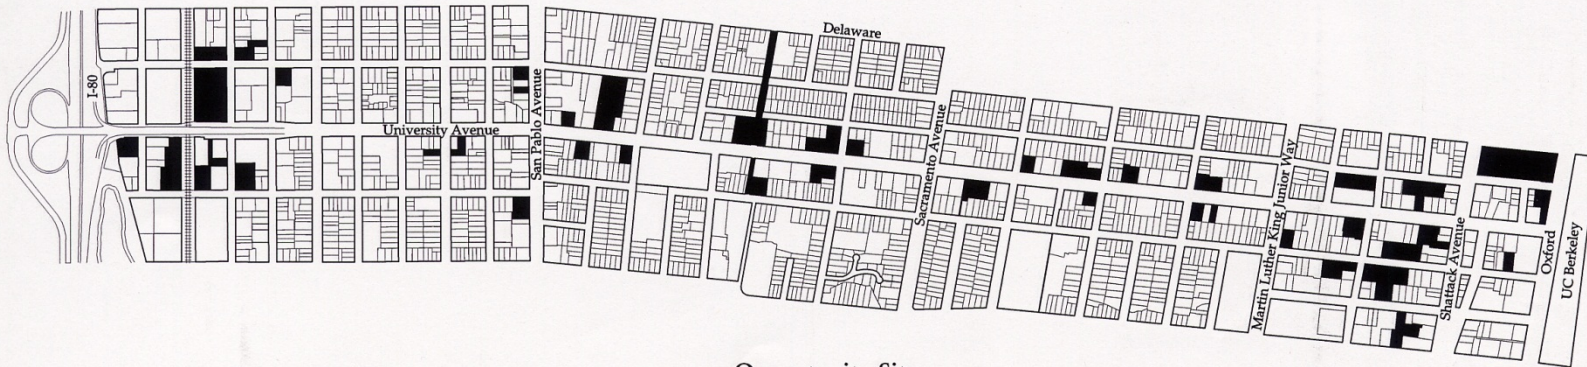 Delaware
I-80
University Avenue
San Pablo Avenue
Sacramento Avenue
Martin Luther King Junior Way
Shattack Avenue
Oxford
UC Berkeley